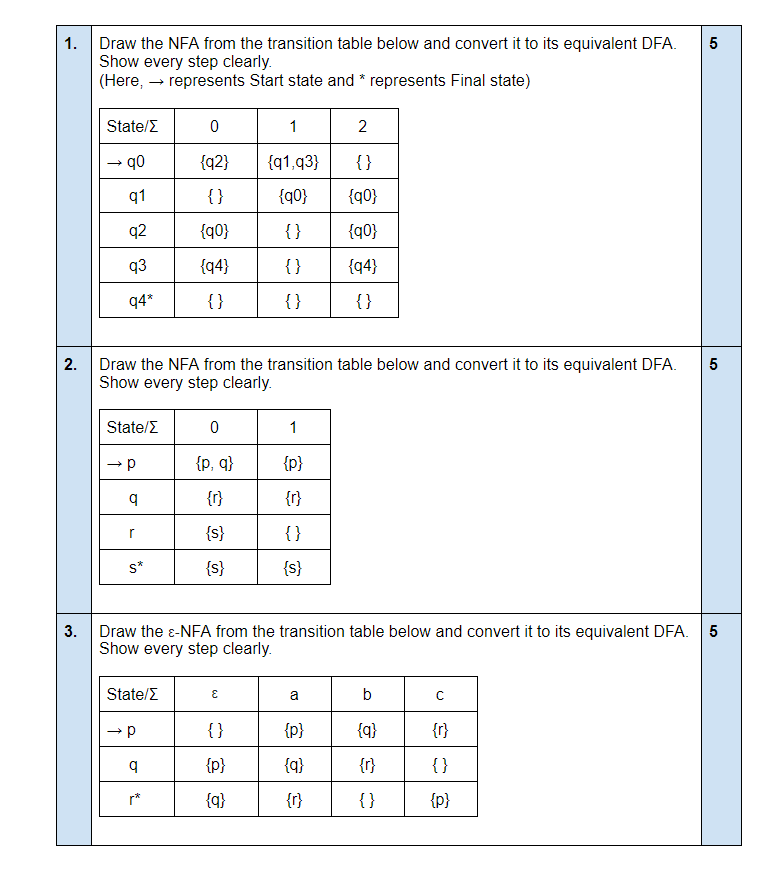 1. Draw the NFA from the transition table below and convert it to its equivalent DFA. 5
Show every step clearly.
(Here, → represents Start state and * represents Final state)
State/Σ 0 1 2
→ q0 {q2} {q1,q3} { }
q1 { } {q0} {q0}
q2 {q0} { } {q0}
q3 {q4} { } {q4}
q4* { } { } { }
2. Draw the NFA from the transition table below and convert it to its equivalent DFA. 5
Show every step clearly.
State/Σ 0 1
→ p {p, q} {p}
q {r} {r}
r {s} { }
s* {s} {s}
3. Draw the ε-NFA from the transition table below and convert it to its equivalent DFA. 5
Show every step clearly.
State/Σ ε a b c
→ p { } {p} {q} {r}
q {p} {q} {r} { }
r* {q} {r} { } {p}